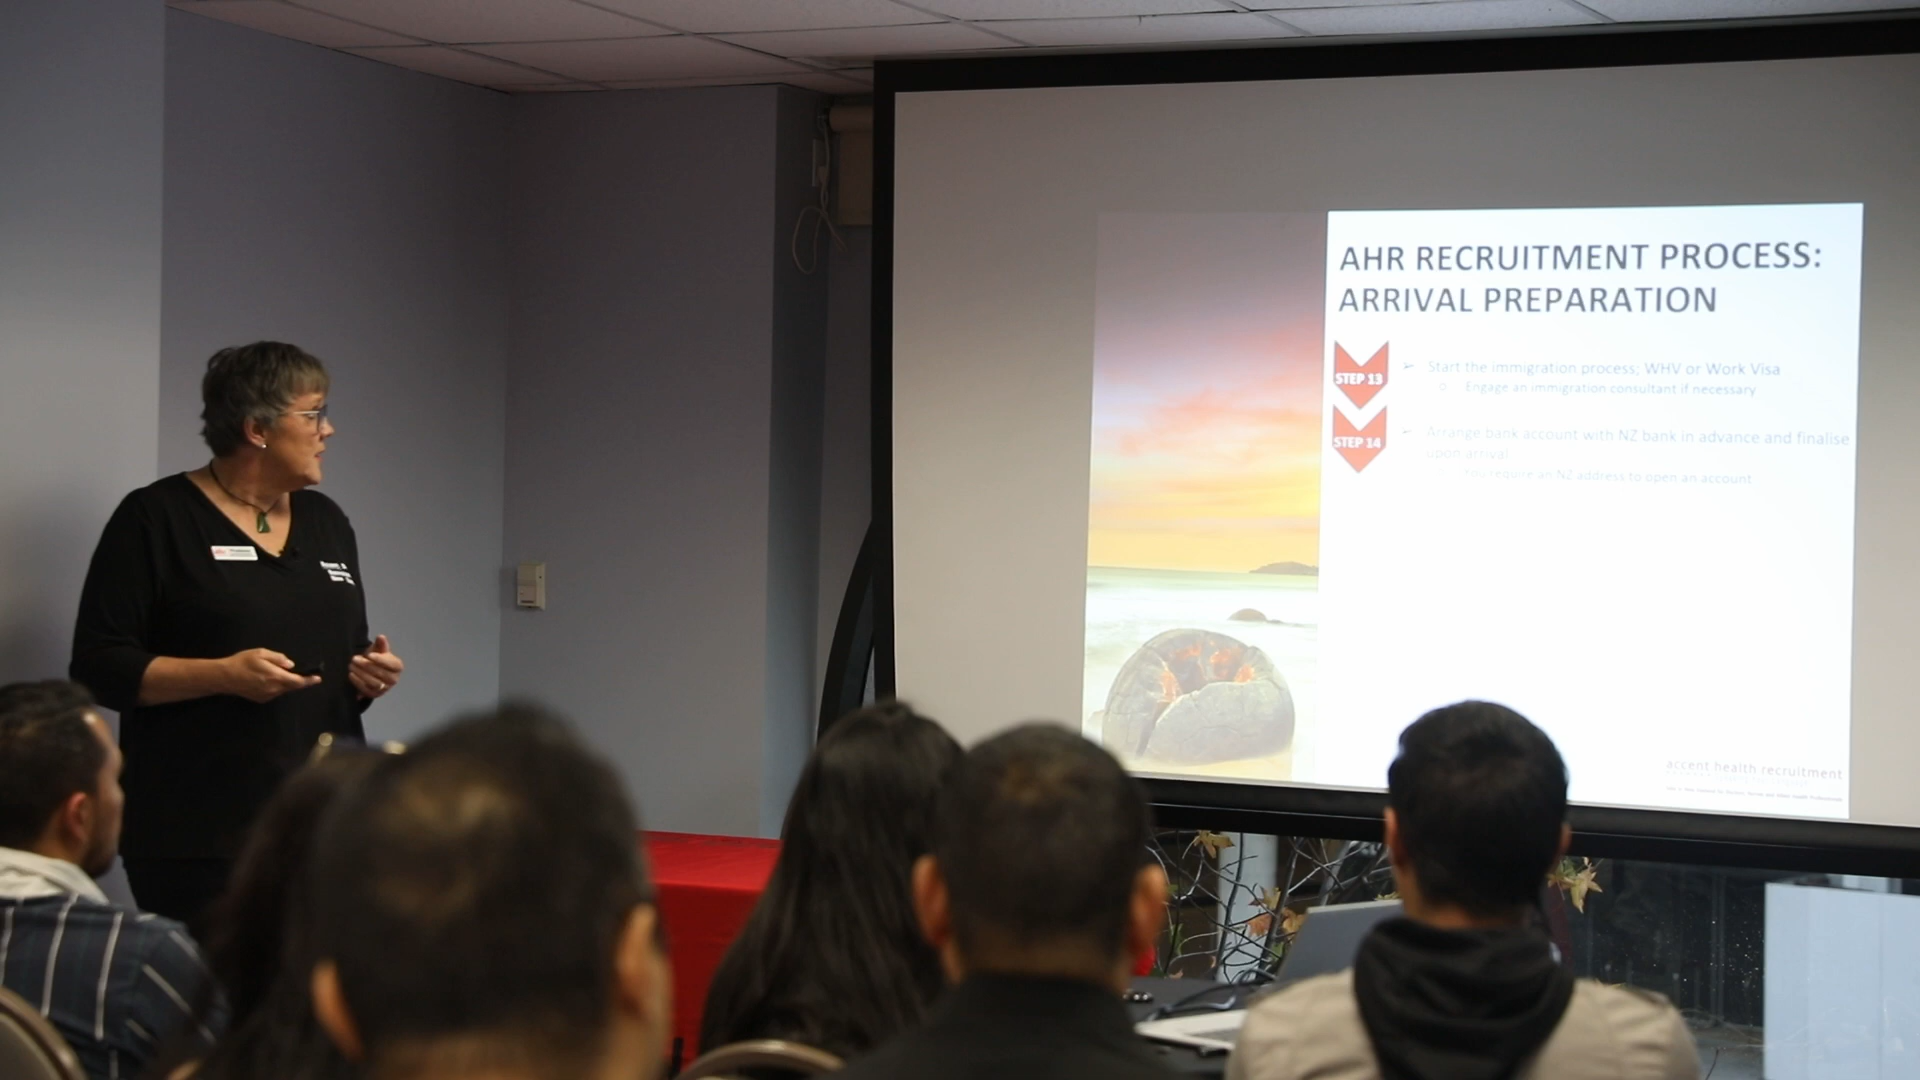 AHR RECRUITMENT PROCESS:
ARRIVAL PREPARATION
STEP 13
Start the immigration process; WHV or Work Visa
Engage an immigration consultant if necessary
STEP 14
Arrange bank account with NZ bank in advance and finalise
upon arrival
You require an NZ address to open an account
accent health recruitment